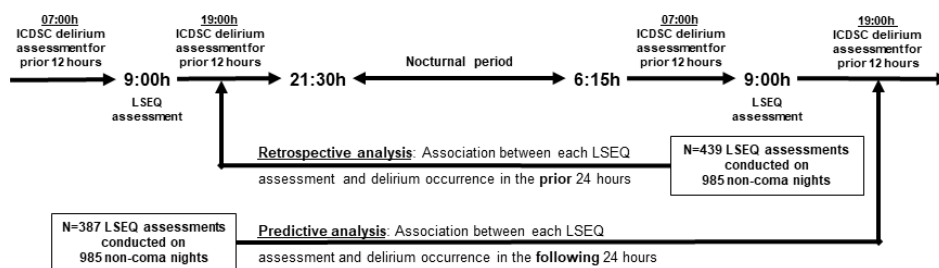 07:00h
ICDSC delirium
assessment for
prior 12 hours
19:00h
ICDSC delirium
assessment for
prior 12 hours
07:00h
ICDSC delirium
assessment for
prior 12 hours
19:00h
ICDSC delirium
assessment for
prior 12 hours
9:00h
LSEQ
assessment
21:30h
Nocturnal period
6:15h
9:00h
LSEQ
assessment
Retrospective analysis: Association between each LSEQ
assessment and delirium occurrence in the prior 24 hours
N=439 LSEQ assessments
conducted on
985 non-coma nights
N=387 LSEQ assessments
conducted on
985 non-coma nights
Predictive analysis: Association between each LSEQ
assessment and delirium occurrence in the following 24 hours